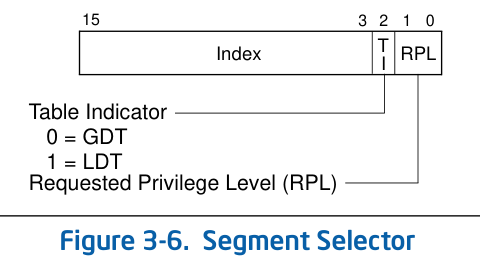 15 3 2 1 0
Index T I RPL
Table Indicator
0 = GDT
1 = LDT
Requested Privilege Level (RPL)
Figure 3-6. Segment Selector